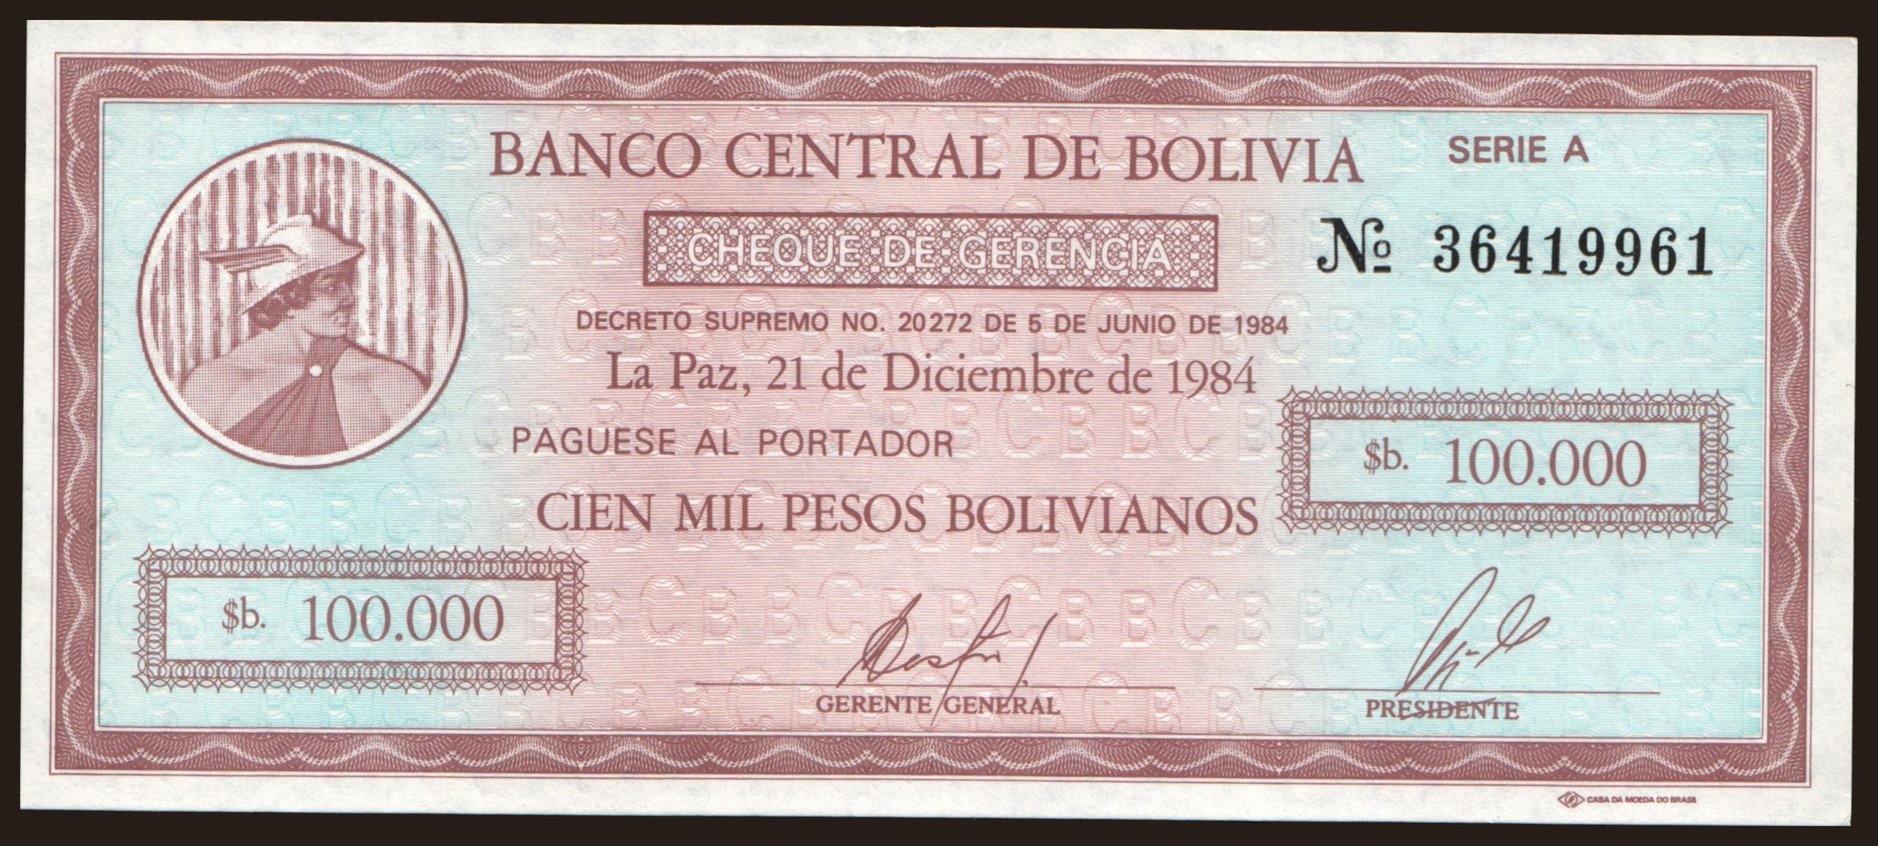 BANCO CENTRAL DE BOLIVIA
SERIE A
CHEQUE DE GERENCIA
Nº 36419961
DECRETO SUPREMO NO. 20272 DE 5 DE JUNIO DE 1984
La Paz, 21 de Diciembre de 1984
PAGUESE AL PORTADOR
$b. 100.000
CIEN MIL PESOS BOLIVIANOS
$b. 100.000
GERENTE GENERAL
PRESIDENTE
CASA DA MOEDA DO BRASIL